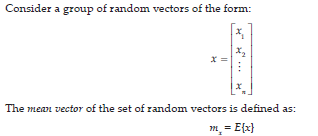 Consider a group of random vectors of the form:
x₁
x₂
x =
⋮
xₙ
The mean vector of the set of random vectors is defined as:
mₓ = E{x}